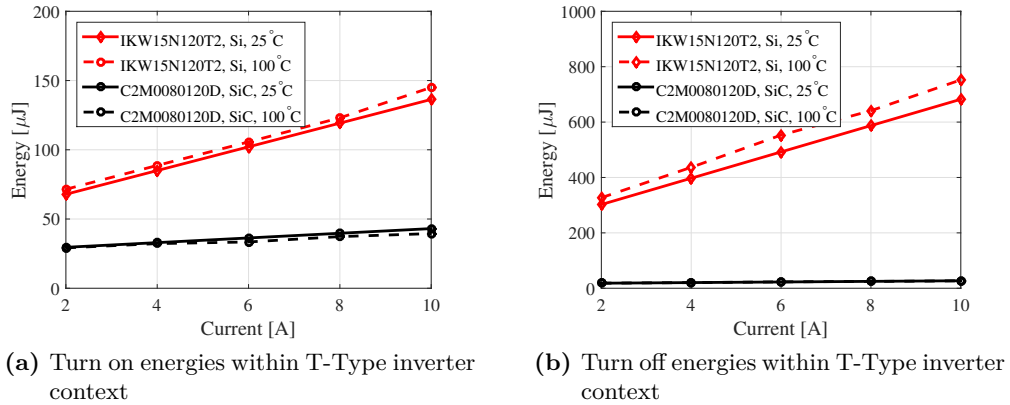 200
150
100
50
0
2
4
6
8
10
Energy [µJ]
Current [A]
IKW15N120T2, Si, 25°C
IKW15N120T2, Si, 100°C
C2M0080120D, SiC, 25°C
C2M0080120D, SiC, 100°C
(a) Turn on energies within T-Type inverter
context
1000
800
600
400
200
0
2
4
6
8
10
Energy [µJ]
Current [A]
IKW15N120T2, Si, 25°C
IKW15N120T2, Si, 100°C
C2M0080120D, SiC, 25°C
C2M0080120D, SiC, 100°C
(b) Turn off energies within T-Type inverter
context